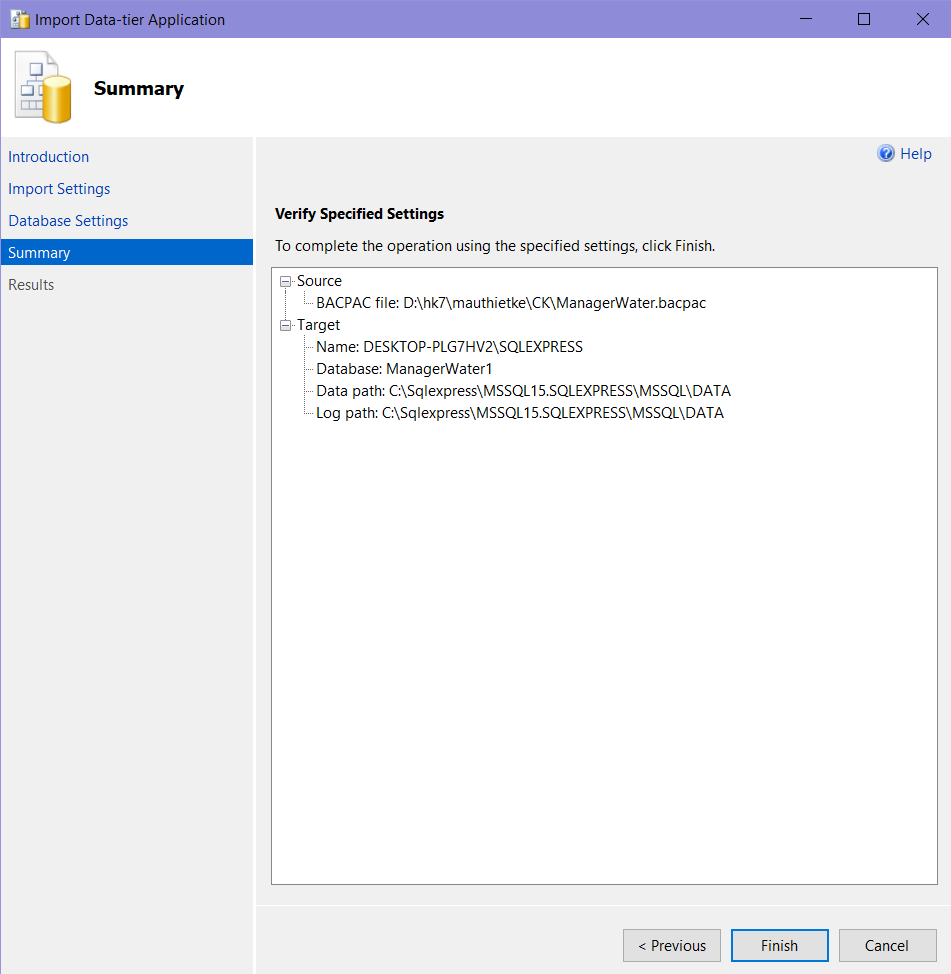 Import Data-tier Application
Summary
Introduction
Import Settings
Database Settings
Summary
Results
Help
Verify Specified Settings
To complete the operation using the specified settings, click Finish.
Source
BACPAC file: D:\hk7\mauthietke\CK\ManagerWater.bacpac
Target
Name: DESKTOP-PLG7HV2\SQLEXPRESS
Database: ManagerWater1
Data path: C:\Sqlexpress\MSSQL15.SQLEXPRESS\MSSQL\DATA
Log path: C:\Sqlexpress\MSSQL15.SQLEXPRESS\MSSQL\DATA
< Previous
Finish
Cancel